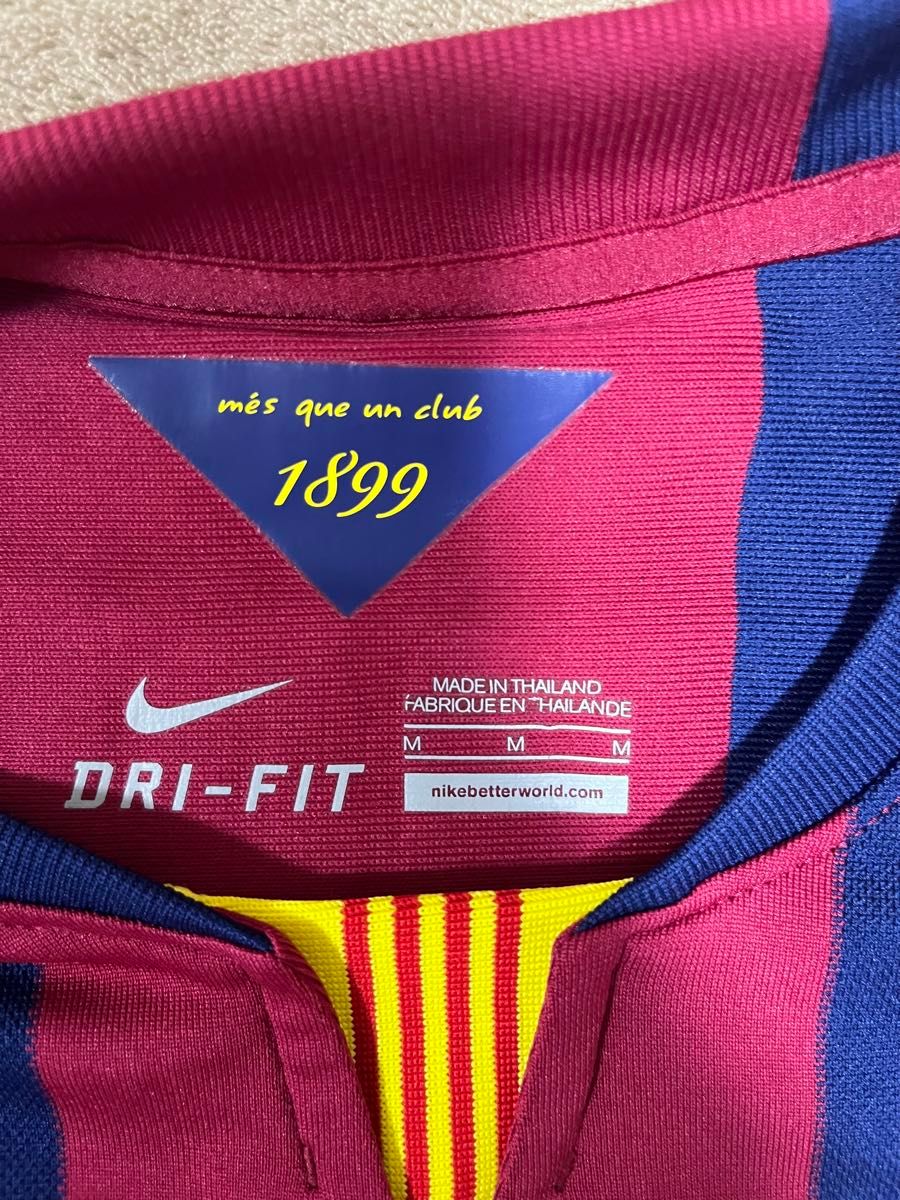 més que un club
1899
DRI-FIT
MADE IN THAILAND
FABRIQUE EN THAILANDE
M M M
nikebetterworld.com